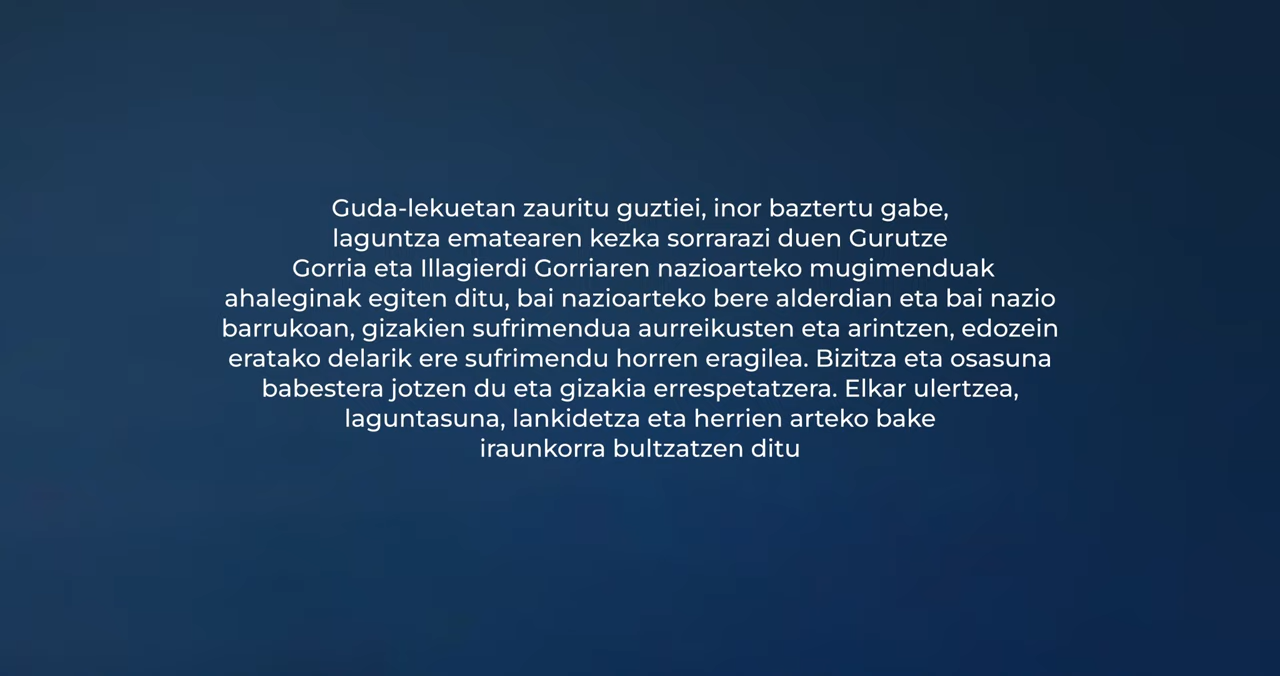 Guda-lekuetan zauritu guztiei, inor baztertu gabe,
laguntza ematearen kezka sorrarazi duen Gurutze
Gorria eta Illagierdi Gorriaren nazioarteko mugimenduak
ahaleginak egiten ditu, bai nazioarteko bere alderdian eta bai nazio
barrukoan, gizakien sufrimendua aurreikusten eta arintzen, edozein
eratako delarik ere sufrimendu horren eragilea. Bizitza eta osasuna
babestera jotzen du eta gizakia errespetatzera. Elkar ulertzea,
laguntasuna, lankidetza eta herrien arteko bake
iraunkorra bultzatzen ditu